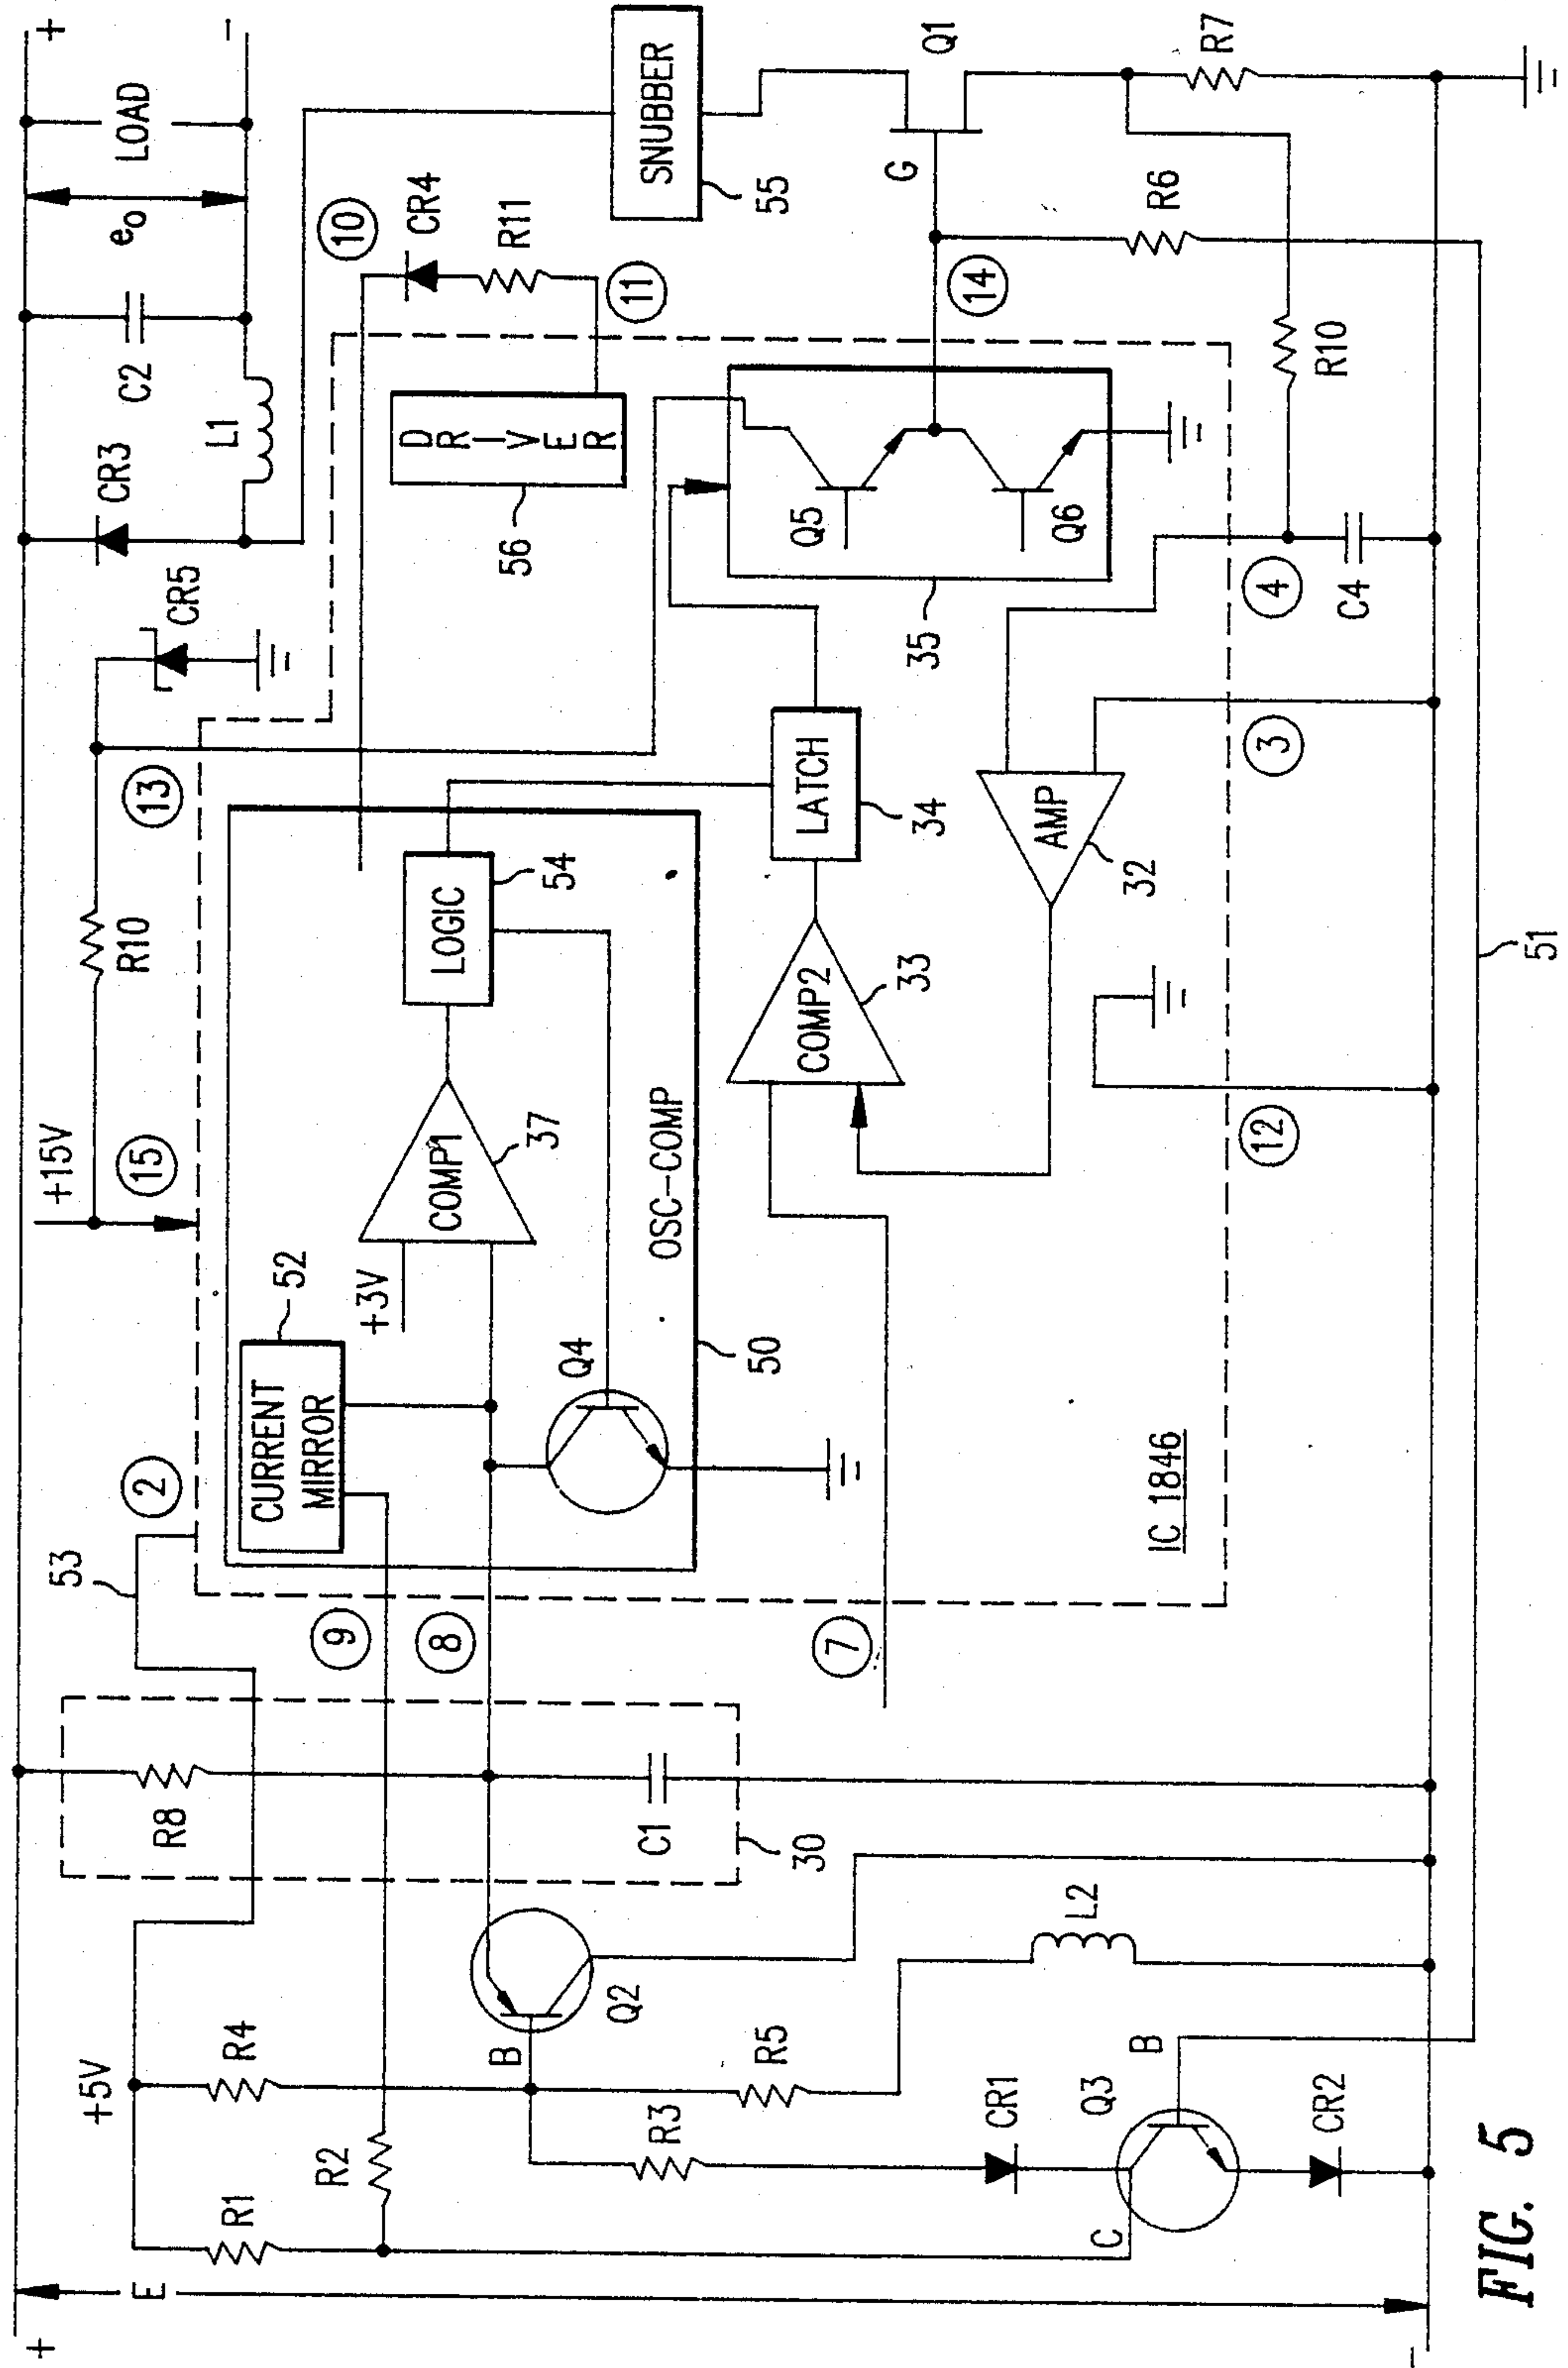 +
E
-
R1
R2
+5V
R4
B
Q2
R3
R5
L2
CR1
C
Q3
B
CR2
R8
C1
30
53
2
9
8
7
CURRENT
MIRROR
52
+3V
COMP1
37
Q4
LOGIC
54
OSC-COMP
50
IC 1846
+15V
15
R10
13
CR5
COMP2
33
LATCH
34
AMP
32
12
3
4
C4
R10
35
Q5
Q6
DRIVER
56
11
R11
CR4
10
14
G
R6
Q1
R7
SNUBBER
55
CR3
L1
C2
eo
LOAD
+
-
51
FIG. 5